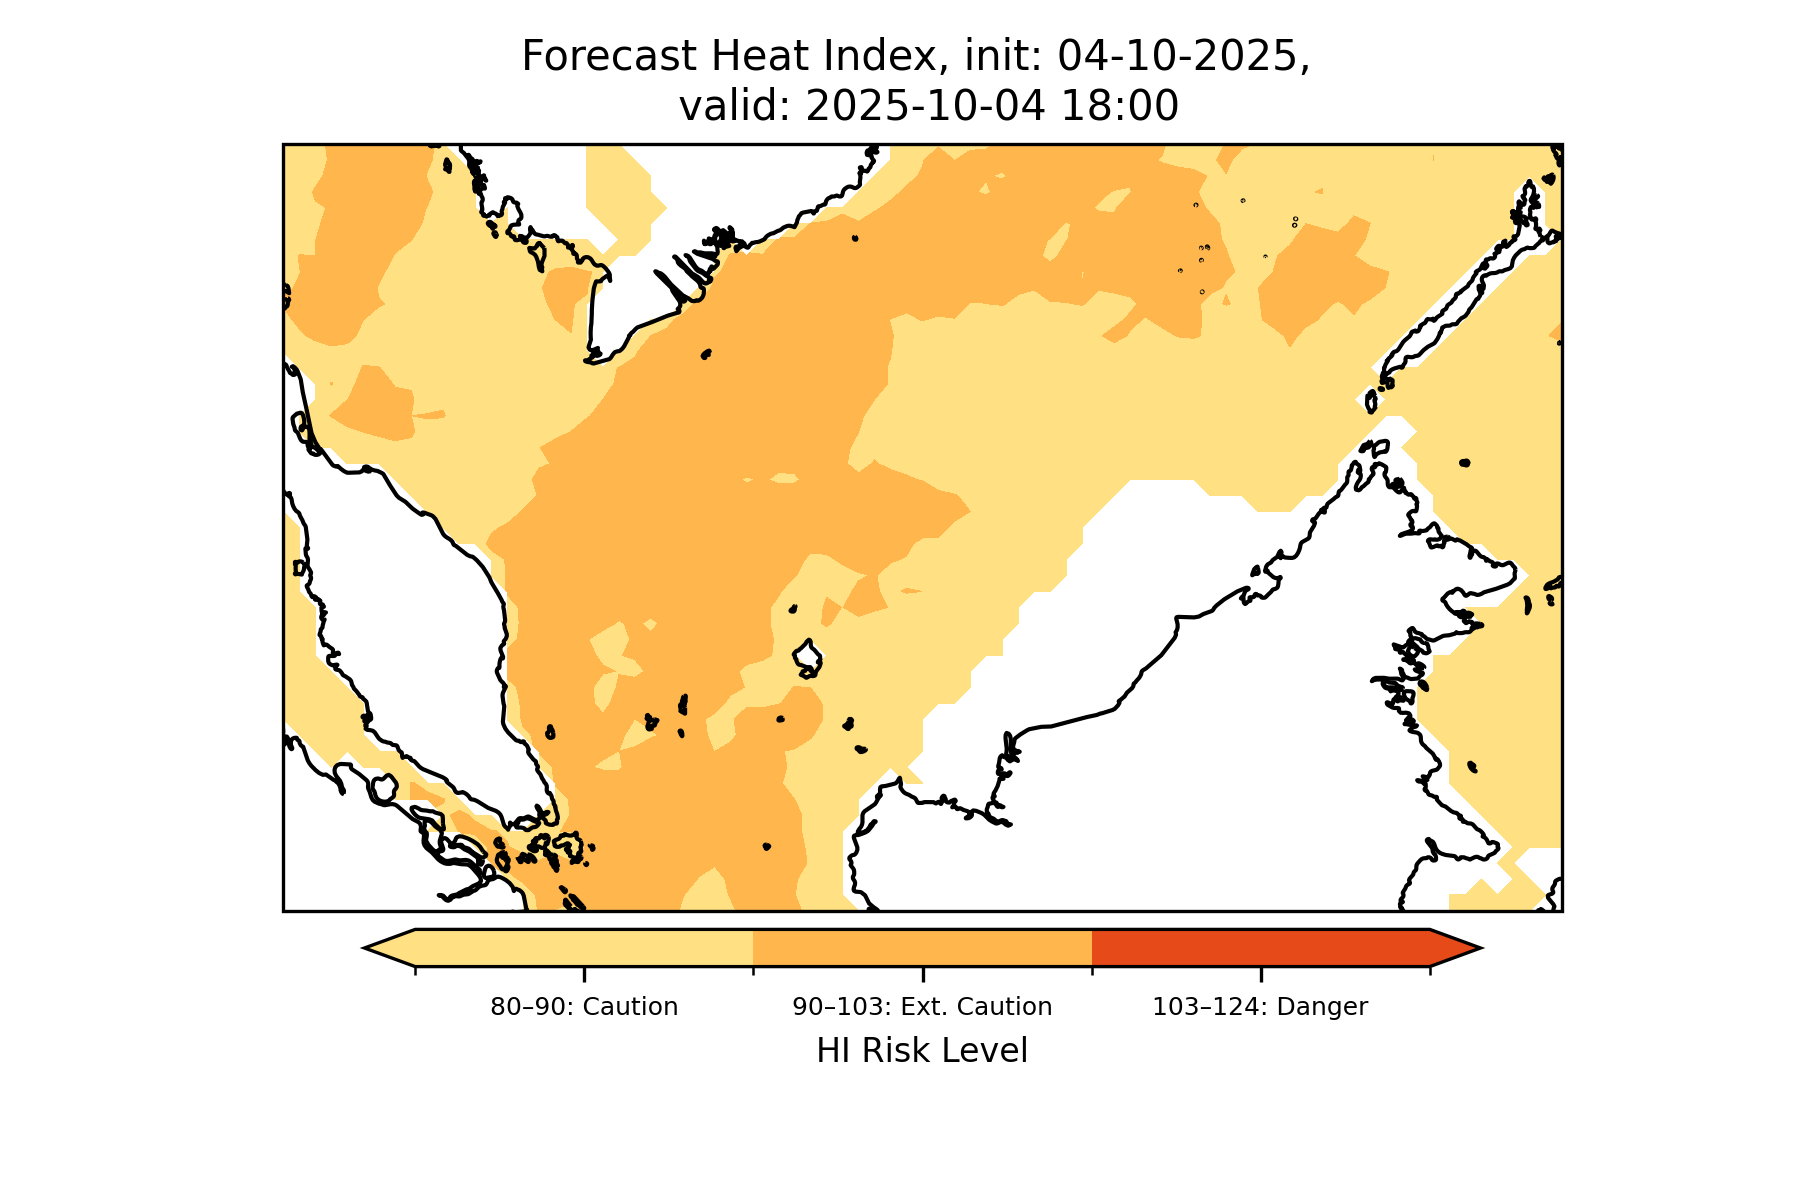 Forecast Heat Index, init: 04-10-2025,
valid: 2025-10-04 18:00
80–90: Caution
90–103: Ext. Caution
103–124: Danger
HI Risk Level